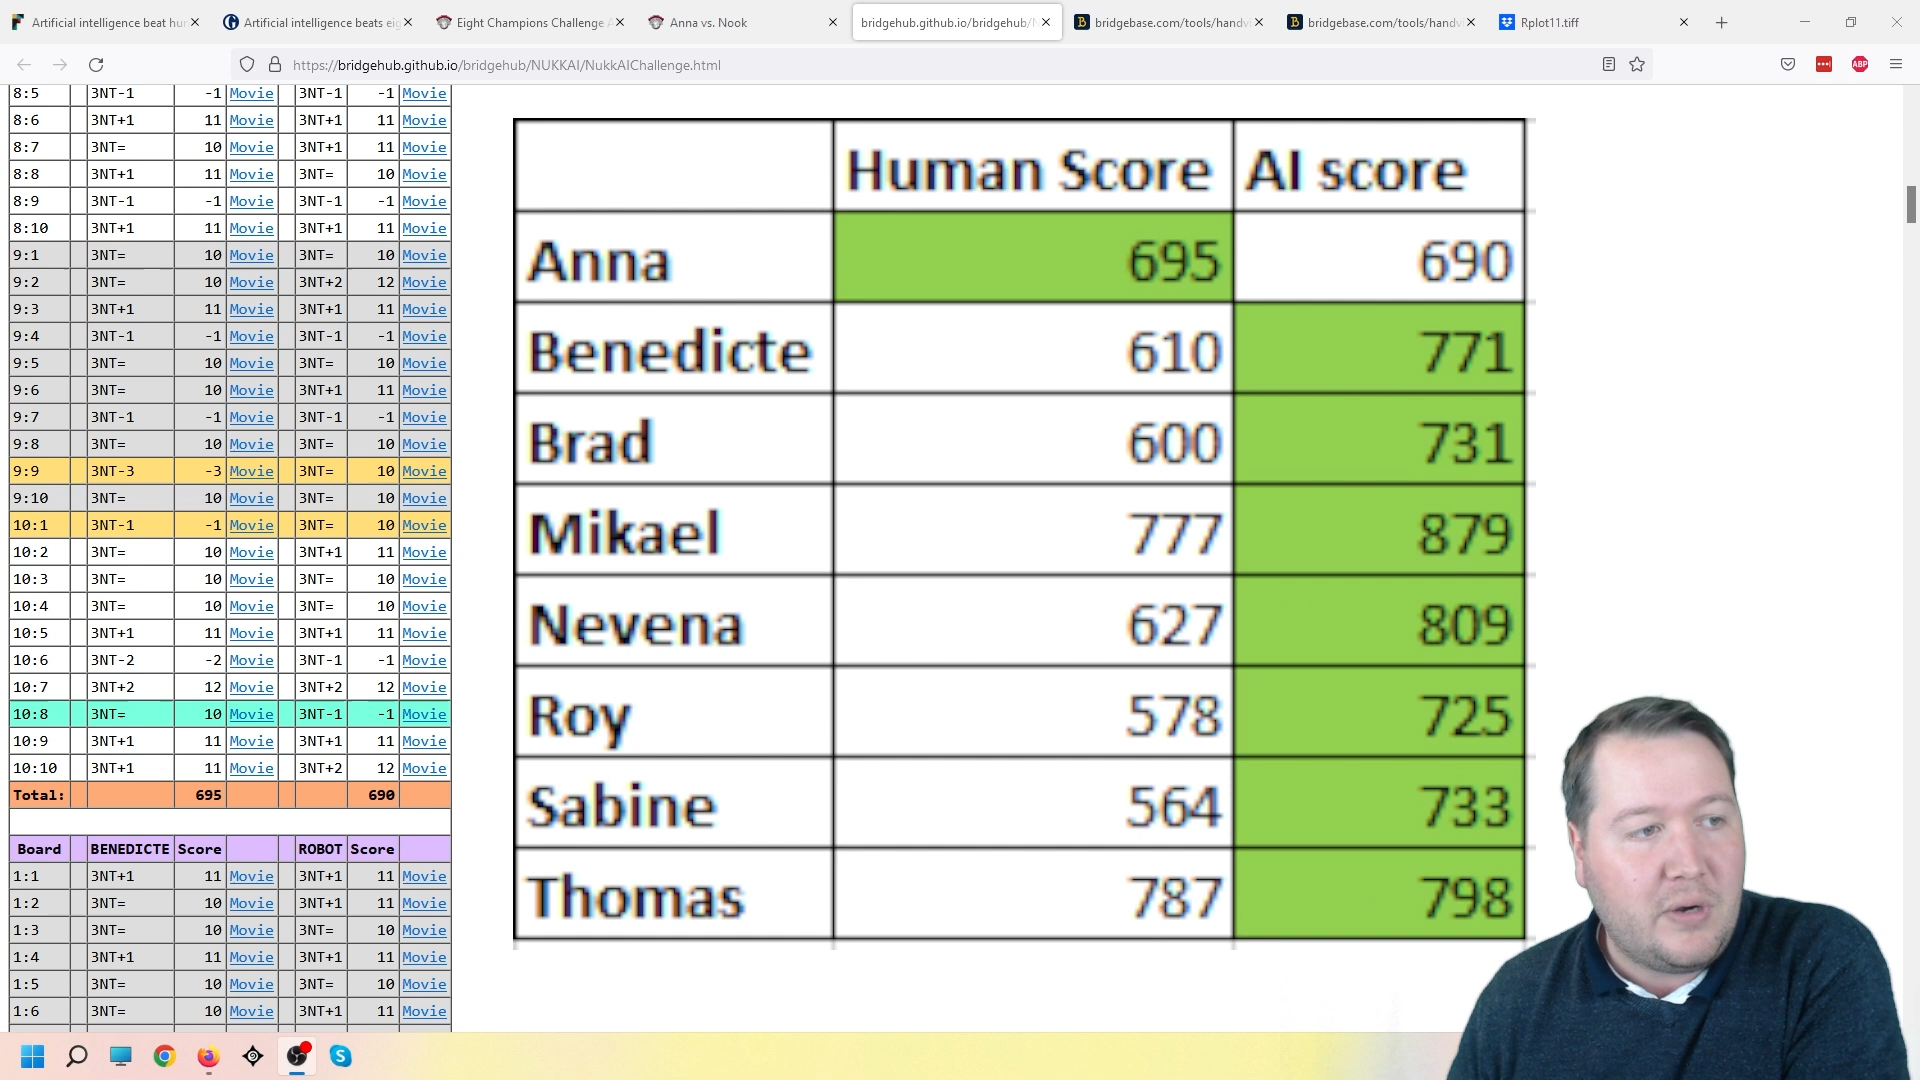 Artificial intelligence beat hu
Artificial intelligence beats eig
Eight Champions Challenge
Anna vs. Nook
bridgehub.github.io/bridgehub/
bridgebase.com/tools/handv
bridgebase.com/tools/handv
Rplot11.tiff
https://bridgehub.github.io/bridgehub/NUKKAI/NukkAIChallenge.html
ABP
8:5 3NT-1 -1 Movie 3NT-1 -1 Movie
8:6 3NT+1 11 Movie 3NT+1 11 Movie
8:7 3NT= 10 Movie 3NT+1 11 Movie
8:8 3NT+1 11 Movie 3NT= 10 Movie
8:9 3NT-1 -1 Movie 3NT-1 -1 Movie
8:10 3NT+1 11 Movie 3NT+1 11 Movie
9:1 3NT= 10 Movie 3NT= 10 Movie
9:2 3NT= 10 Movie 3NT+2 12 Movie
9:3 3NT+1 11 Movie 3NT+1 11 Movie
9:4 3NT-1 -1 Movie 3NT-1 -1 Movie
9:5 3NT= 10 Movie 3NT= 10 Movie
9:6 3NT= 10 Movie 3NT+1 11 Movie
9:7 3NT-1 -1 Movie 3NT-1 -1 Movie
9:8 3NT= 10 Movie 3NT= 10 Movie
9:9 3NT-3 -3 Movie 3NT= 10 Movie
9:10 3NT= 10 Movie 3NT= 10 Movie
10:1 3NT-1 -1 Movie 3NT= 10 Movie
10:2 3NT= 10 Movie 3NT+1 11 Movie
10:3 3NT= 10 Movie 3NT= 10 Movie
10:4 3NT= 10 Movie 3NT= 10 Movie
10:5 3NT+1 11 Movie 3NT+1 11 Movie
10:6 3NT-2 -2 Movie 3NT-1 -1 Movie
10:7 3NT+2 12 Movie 3NT+2 12 Movie
10:8 3NT= 10 Movie 3NT-1 -1 Movie
10:9 3NT+1 11 Movie 3NT+1 11 Movie
10:10 3NT+1 11 Movie 3NT+2 12 Movie
Total: 695 690
Board BENEDICTE Score ROBOT Score
1:1 3NT+1 11 Movie 3NT+1 11 Movie
1:2 3NT= 10 Movie 3NT+1 11 Movie
1:3 3NT= 10 Movie 3NT= 10 Movie
1:4 3NT+1 11 Movie 3NT+1 11 Movie
1:5 3NT= 10 Movie 3NT= 10 Movie
1:6 3NT= 10 Movie 3NT+1 11 Movie
Human Score AI score
Anna 695 690
Benedicte 610 771
Brad 600 731
Mikael 777 879
Nevena 627 809
Roy 578 725
Sabine 564 733
Thomas 787 798